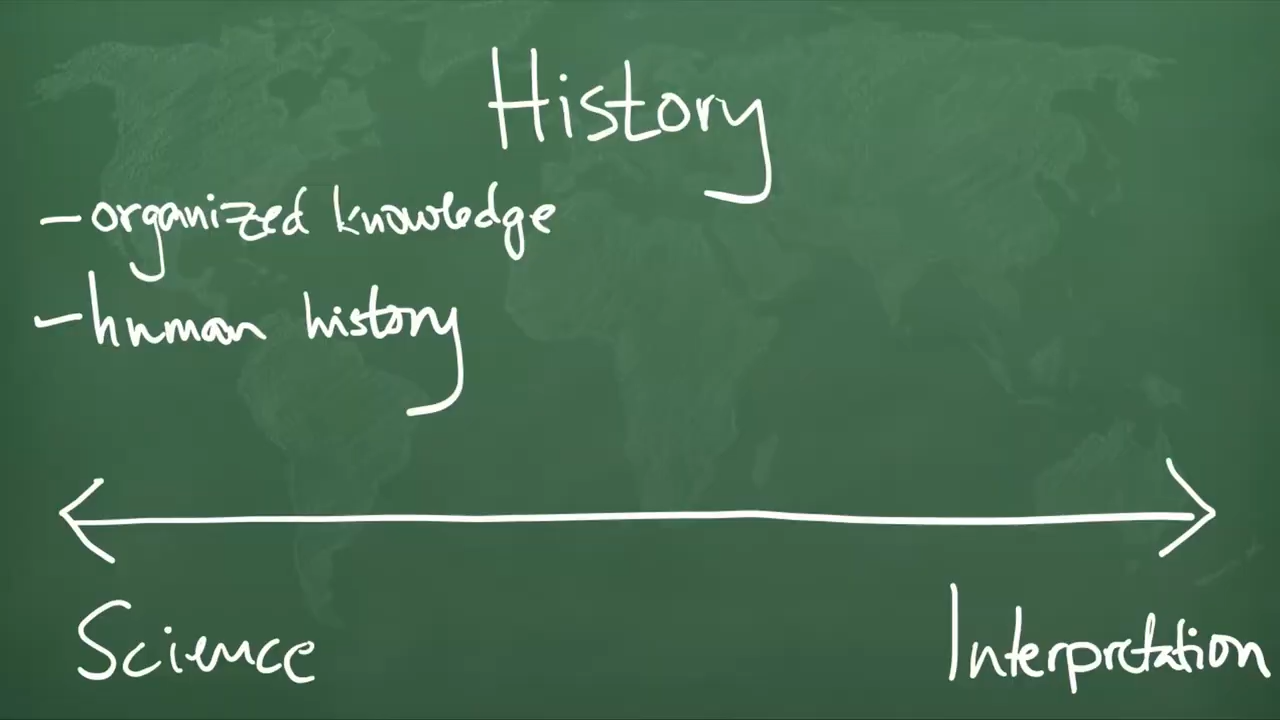 History
- organized knowledge
- human history
Science
Interpretation